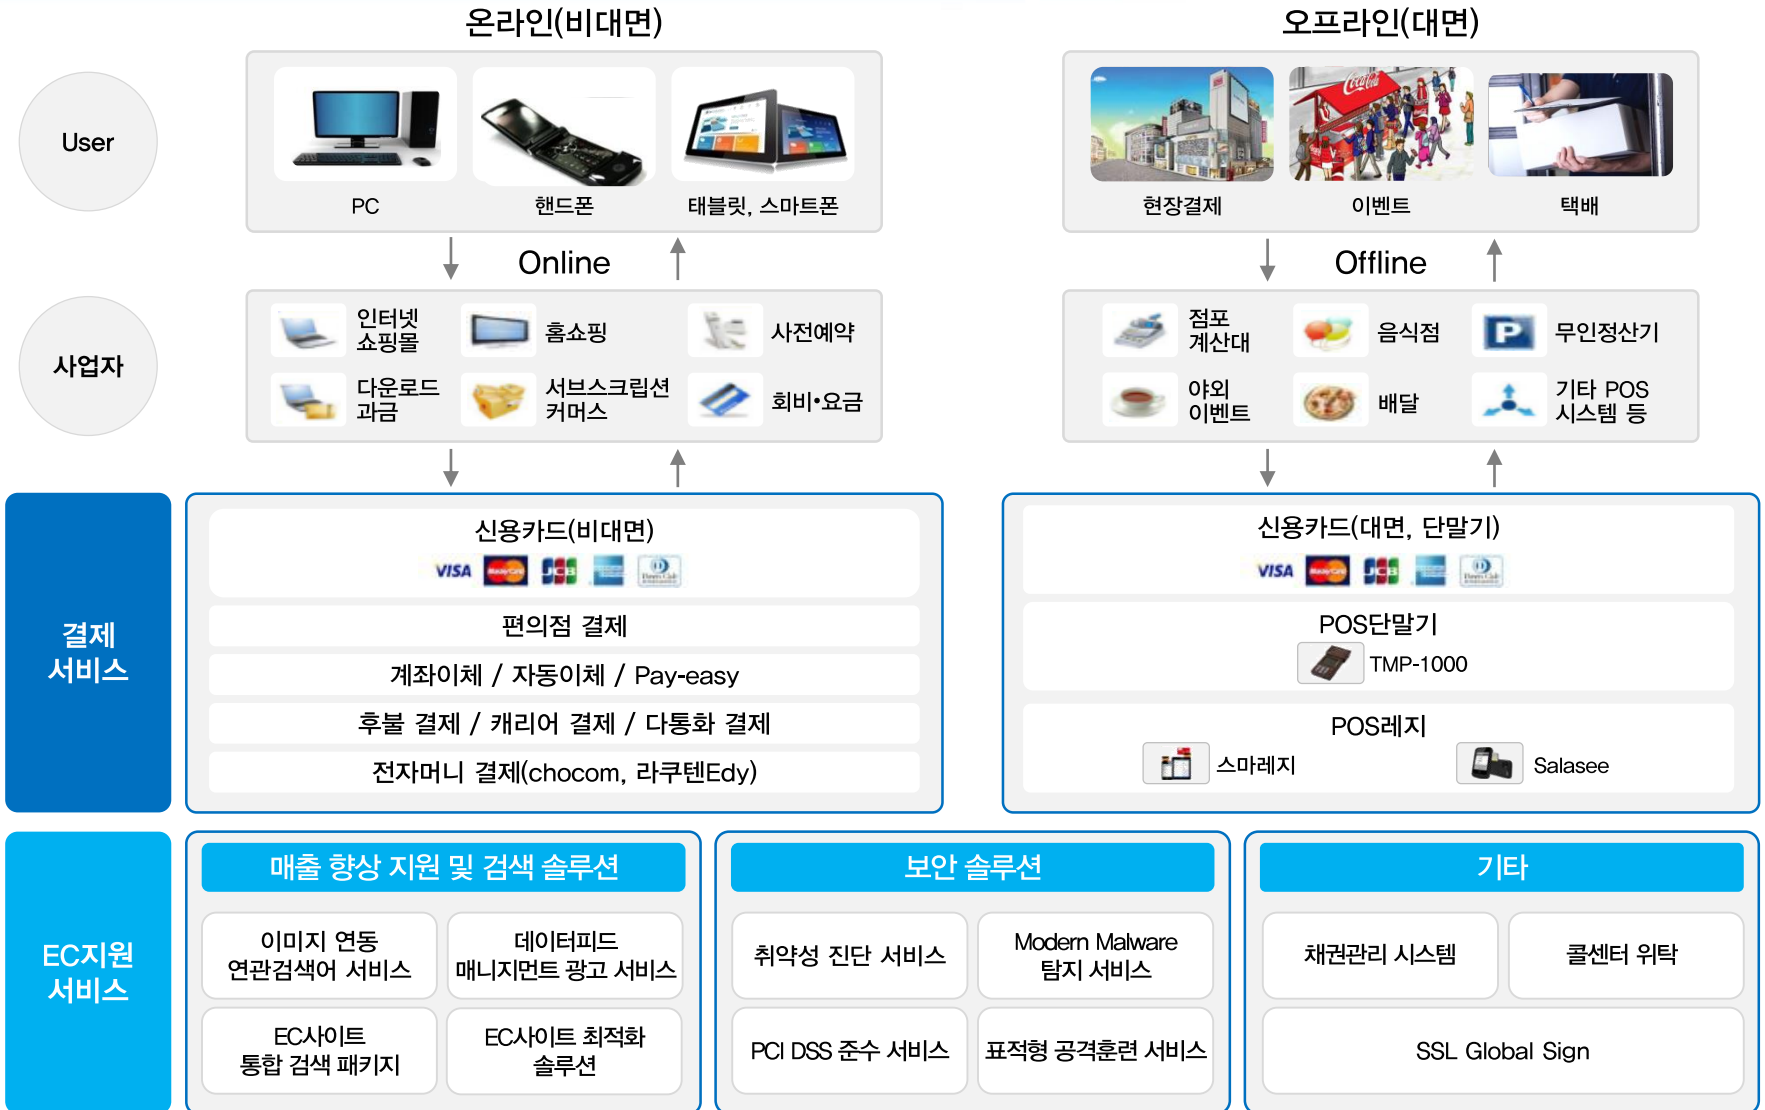 온라인(비대면)
오프라인(대면)
User
PC
핸드폰
태블릿, 스마트폰
Coca-Cola
현장결제
이벤트
택배
Online
Offline
사업자
인터넷
쇼핑몰
홈쇼핑
사전예약
다운로드
과금
서브스크립션
커머스
회비•요금
점포
계산대
음식점
P
무인정산기
야외
이벤트
배달
기타 POS
시스템 등
결제
서비스
신용카드(비대면)
VISA MasterCard JCB
편의점 결제
계좌이체 / 자동이체 / Pay-easy
후불 결제 / 캐리어 결제 / 다통화 결제
전자머니 결제(chocom, 라쿠텐Edy)
신용카드(대면, 단말기)
VISA MasterCard JCB
POS단말기
TMP-1000
POS레지
스마레지
Salasee
EC지원
서비스
매출 향상 지원 및 검색 솔루션
이미지 연동
연관검색어 서비스
데이터피드
매니지먼트 광고 서비스
EC사이트
통합 검색 패키지
EC사이트 최적화
솔루션
보안 솔루션
취약성 진단 서비스
Modern Malware
탐지 서비스
PCI DSS 준수 서비스
표적형 공격훈련 서비스
기타
채권관리 시스템
콜센터 위탁
SSL Global Sign